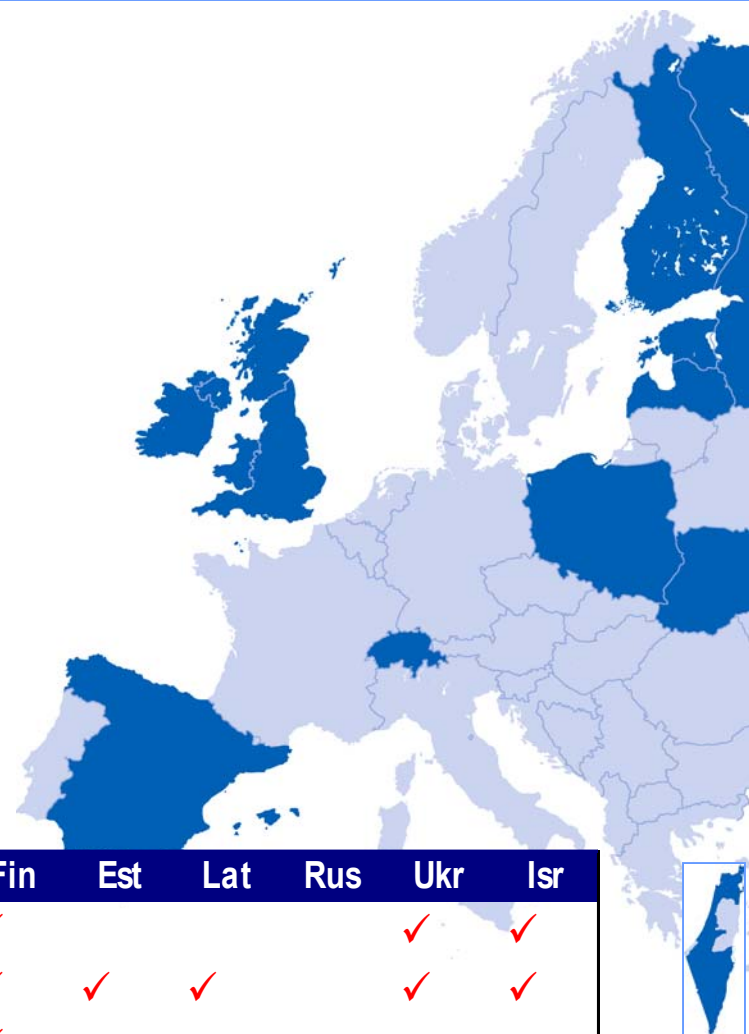 Fin Est Lat Rus Ukr Isr
✓ ✓ ✓
✓ ✓ ✓ ✓ ✓